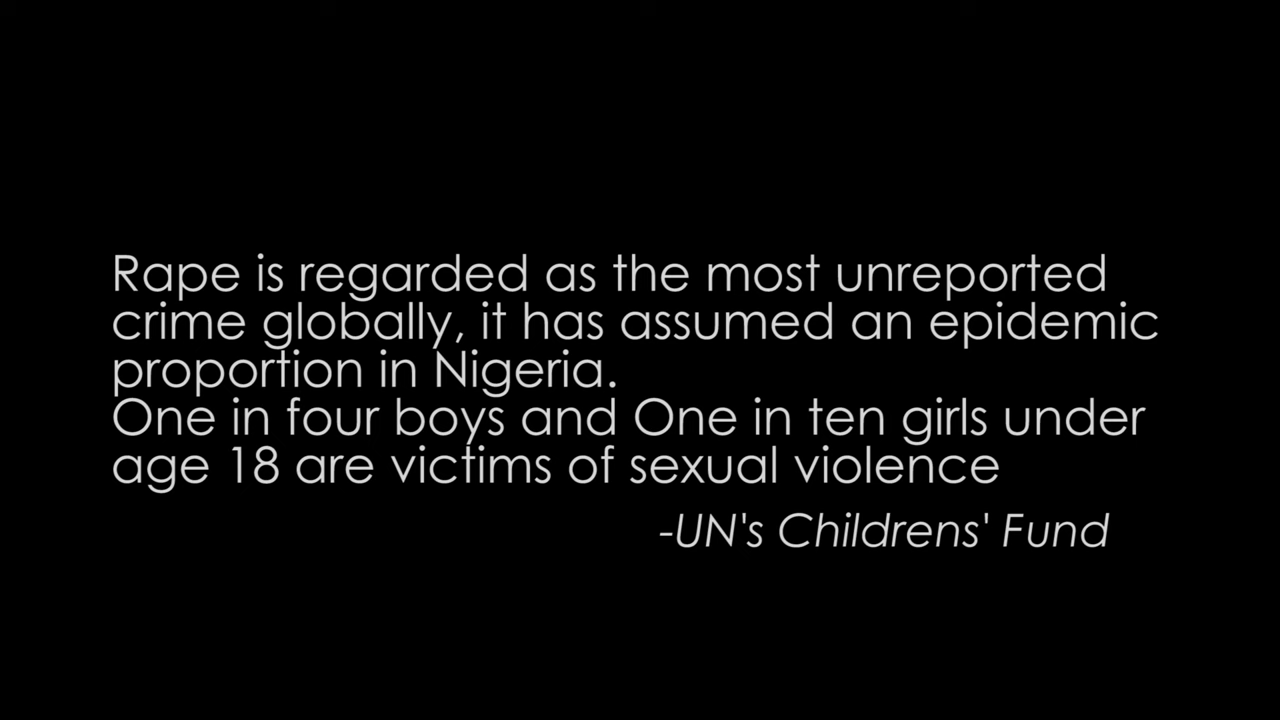 Rape is regarded as the most unreported
crime globally, it has assumed an epidemic
proportion in Nigeria.
One in four boys and One in ten girls under
age 18 are victims of sexual violence
-UN's Childrens' Fund